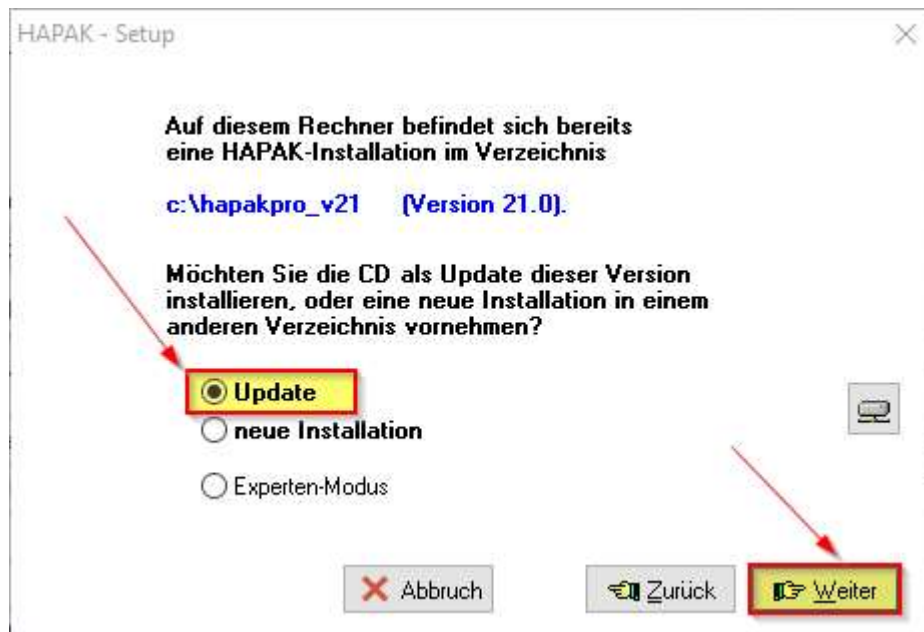 HAPAK - Setup
Auf diesem Rechner befindet sich bereits
eine HAPAK-Installation im Verzeichnis
c:\hapakpro_v21 (Version 21.0).
Möchten Sie die CD als Update dieser Version
installieren, oder eine neue Installation in einem
anderen Verzeichnis vornehmen?
Update
neue Installation
Experten-Modus
Abbruch
Zurück
Weiter